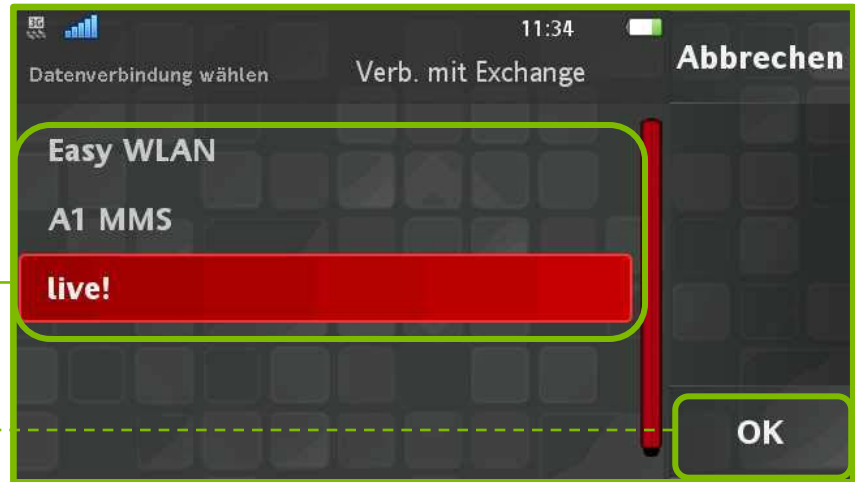 3G
11:34
Datenverbindung wählen
Verb. mit Exchange
Abbrechen
Easy WLAN
A1 MMS
live!
OK